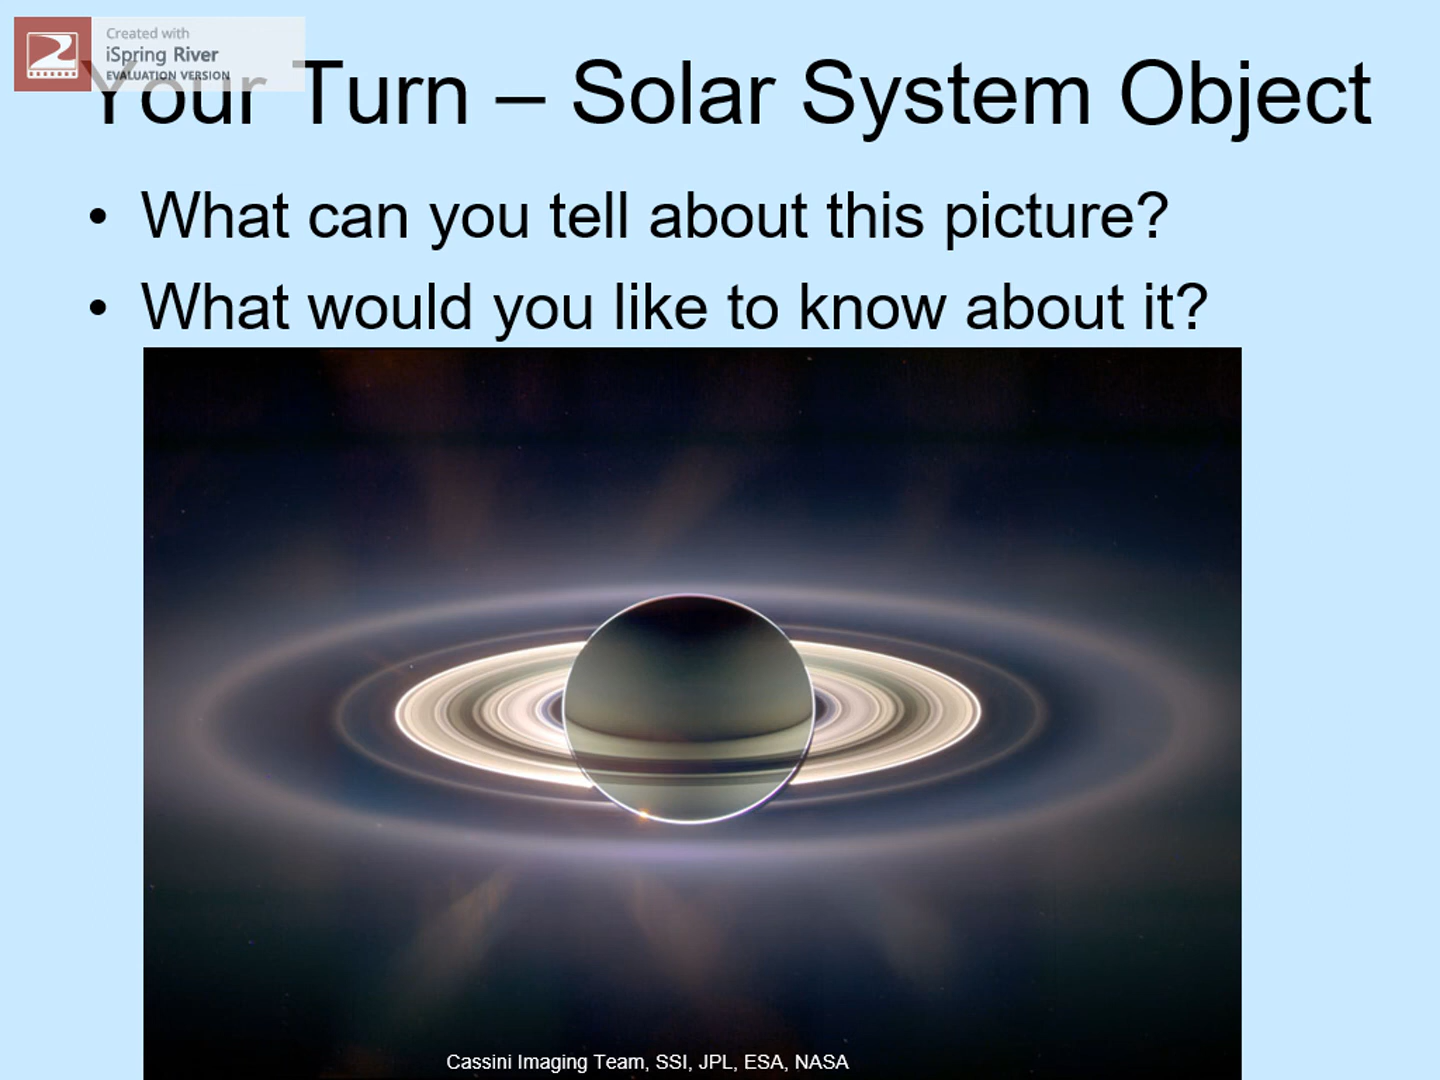 Created with
iSpring River
EVALUATION VERSION
Your Turn – Solar System Object
• What can you tell about this picture?
• What would you like to know about it?
Cassini Imaging Team, SSI, JPL, ESA, NASA